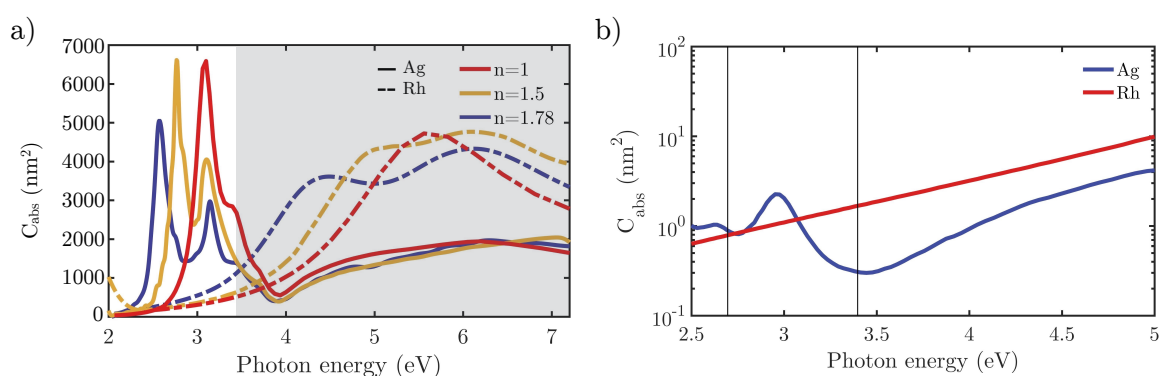 a)
7000
6000
5000
4000
3000
2000
1000
0
C_abs (nm²)
Ag
Rh
n=1
n=1.5
n=1.78
2
3
4
5
6
7
Photon energy (eV)
b)
10²
10¹
10⁰
10⁻¹
C_abs (nm²)
Ag
Rh
2.5
3
3.5
4
4.5
5
Photon energy (eV)